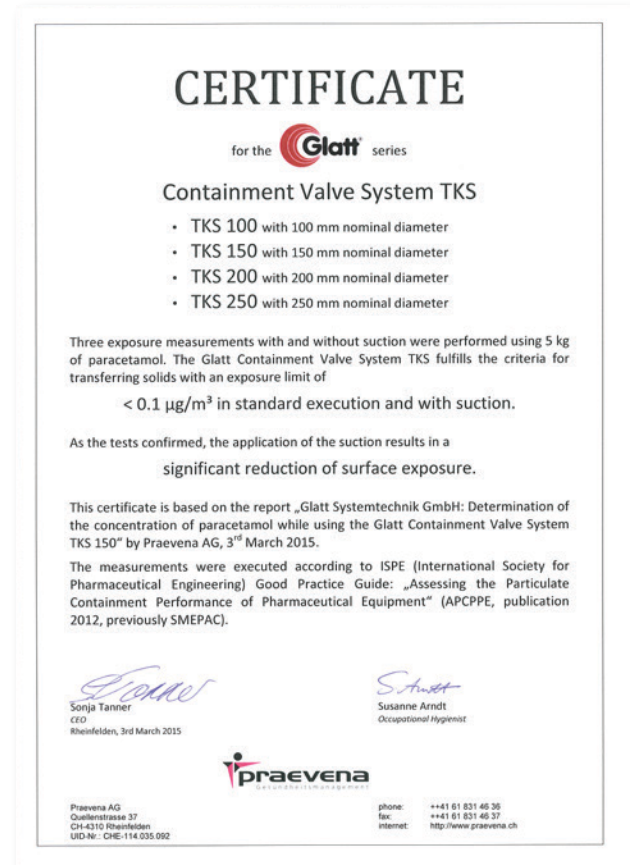 CERTIFICATE
for the Glatt® series
Containment Valve System TKS
• TKS 100 with 100 mm nominal diameter
• TKS 150 with 150 mm nominal diameter
• TKS 200 with 200 mm nominal diameter
• TKS 250 with 250 mm nominal diameter
Three exposure measurements with and without suction were performed using 5 kg
of paracetamol. The Glatt Containment Valve System TKS fulfills the criteria for
transferring solids with an exposure limit of
< 0.1 µg/m³ in standard execution and with suction.
As the tests confirmed, the application of the suction results in a
significant reduction of surface exposure.
This certificate is based on the report „Glatt Systemtechnik GmbH: Determination of
the concentration of paracetamol while using the Glatt Containment Valve System
TKS 150“ by Praevena AG, 3rd March 2015.
The measurements were executed according to ISPE (International Society for
Pharmaceutical Engineering) Good Practice Guide: „Assessing the Particulate
Containment Performance of Pharmaceutical Equipment“ (APCPPE, publication
2012, previously SMEPAC).
Sonja Tanner
CEO
Rheinfelden, 3rd March 2015
Susanne Arndt
Occupational Hygienist
praevena
Gesundheitsmanagement
Praevena AG
Quellenstrasse 37
CH-4310 Rheinfelden
UID-Nr.: CHE-114.035.092
phone: ++41 61 831 46 36
fax: ++41 61 831 46 37
internet: http://www.praevena.ch